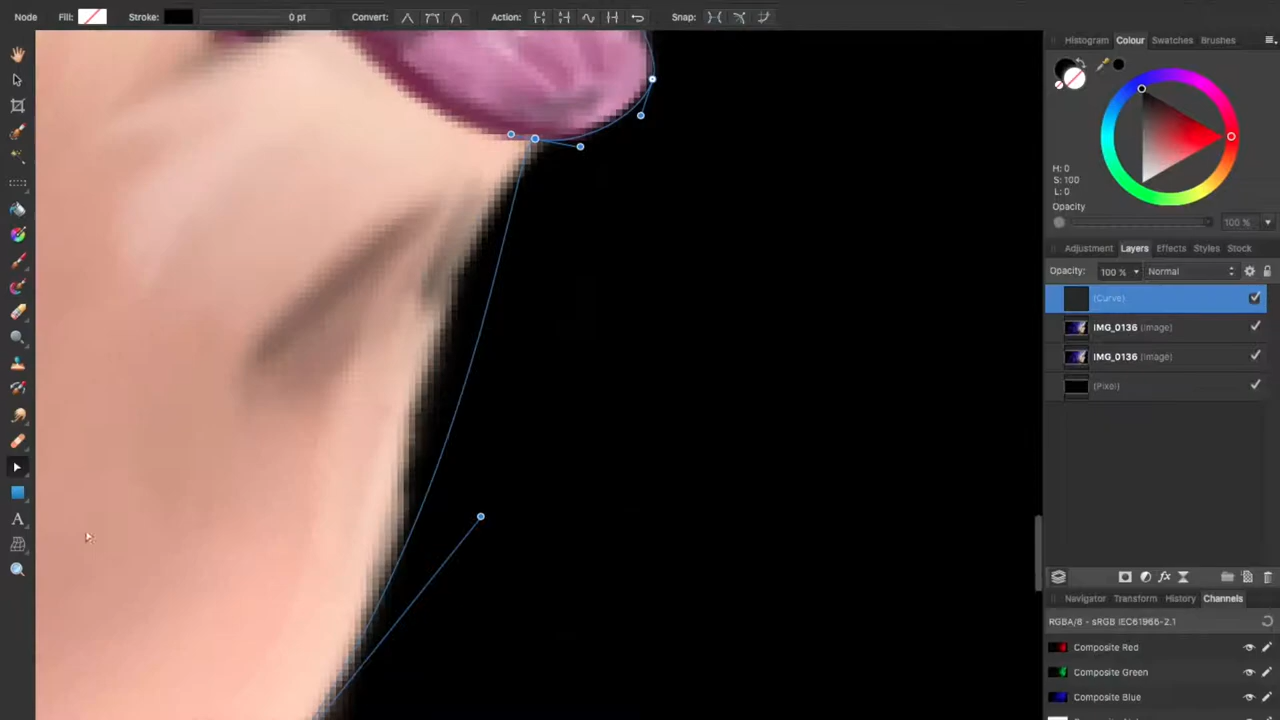 Node Fill: Stroke: 0 pt Convert: Action: Snap:
Histogram Colour Swatches Brushes
H: 0
S: 100
L: 0
Opacity
100 %
Adjustment Layers Effects Styles Stock
Opacity: 100 % Normal
(Curve)
IMG_0136 (Image)
IMG_0136 (Image)
(Pixel)
A
fx
Navigator Transform History Channels
RGBA/8 - sRGB IEC61966-2.1
Composite Red
Composite Green
Composite Blue